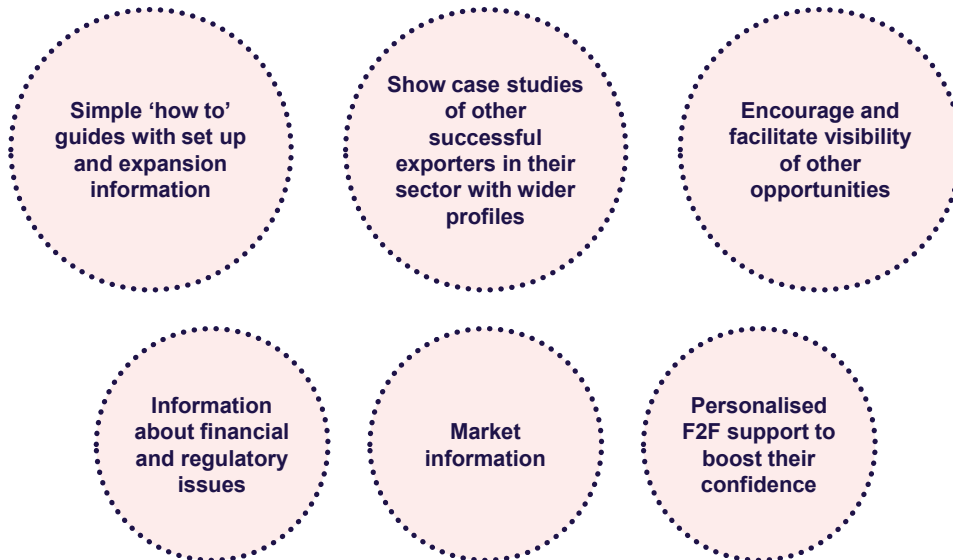 Simple ‘how to’
guides with set up
and expansion
information
Show case studies
of other
successful
exporters in their
sector with wider
profiles
Encourage and
facilitate visibility
of other
opportunities
Information
about financial
and regulatory
issues
Market
information
Personalised
F2F support to
boost their
confidence